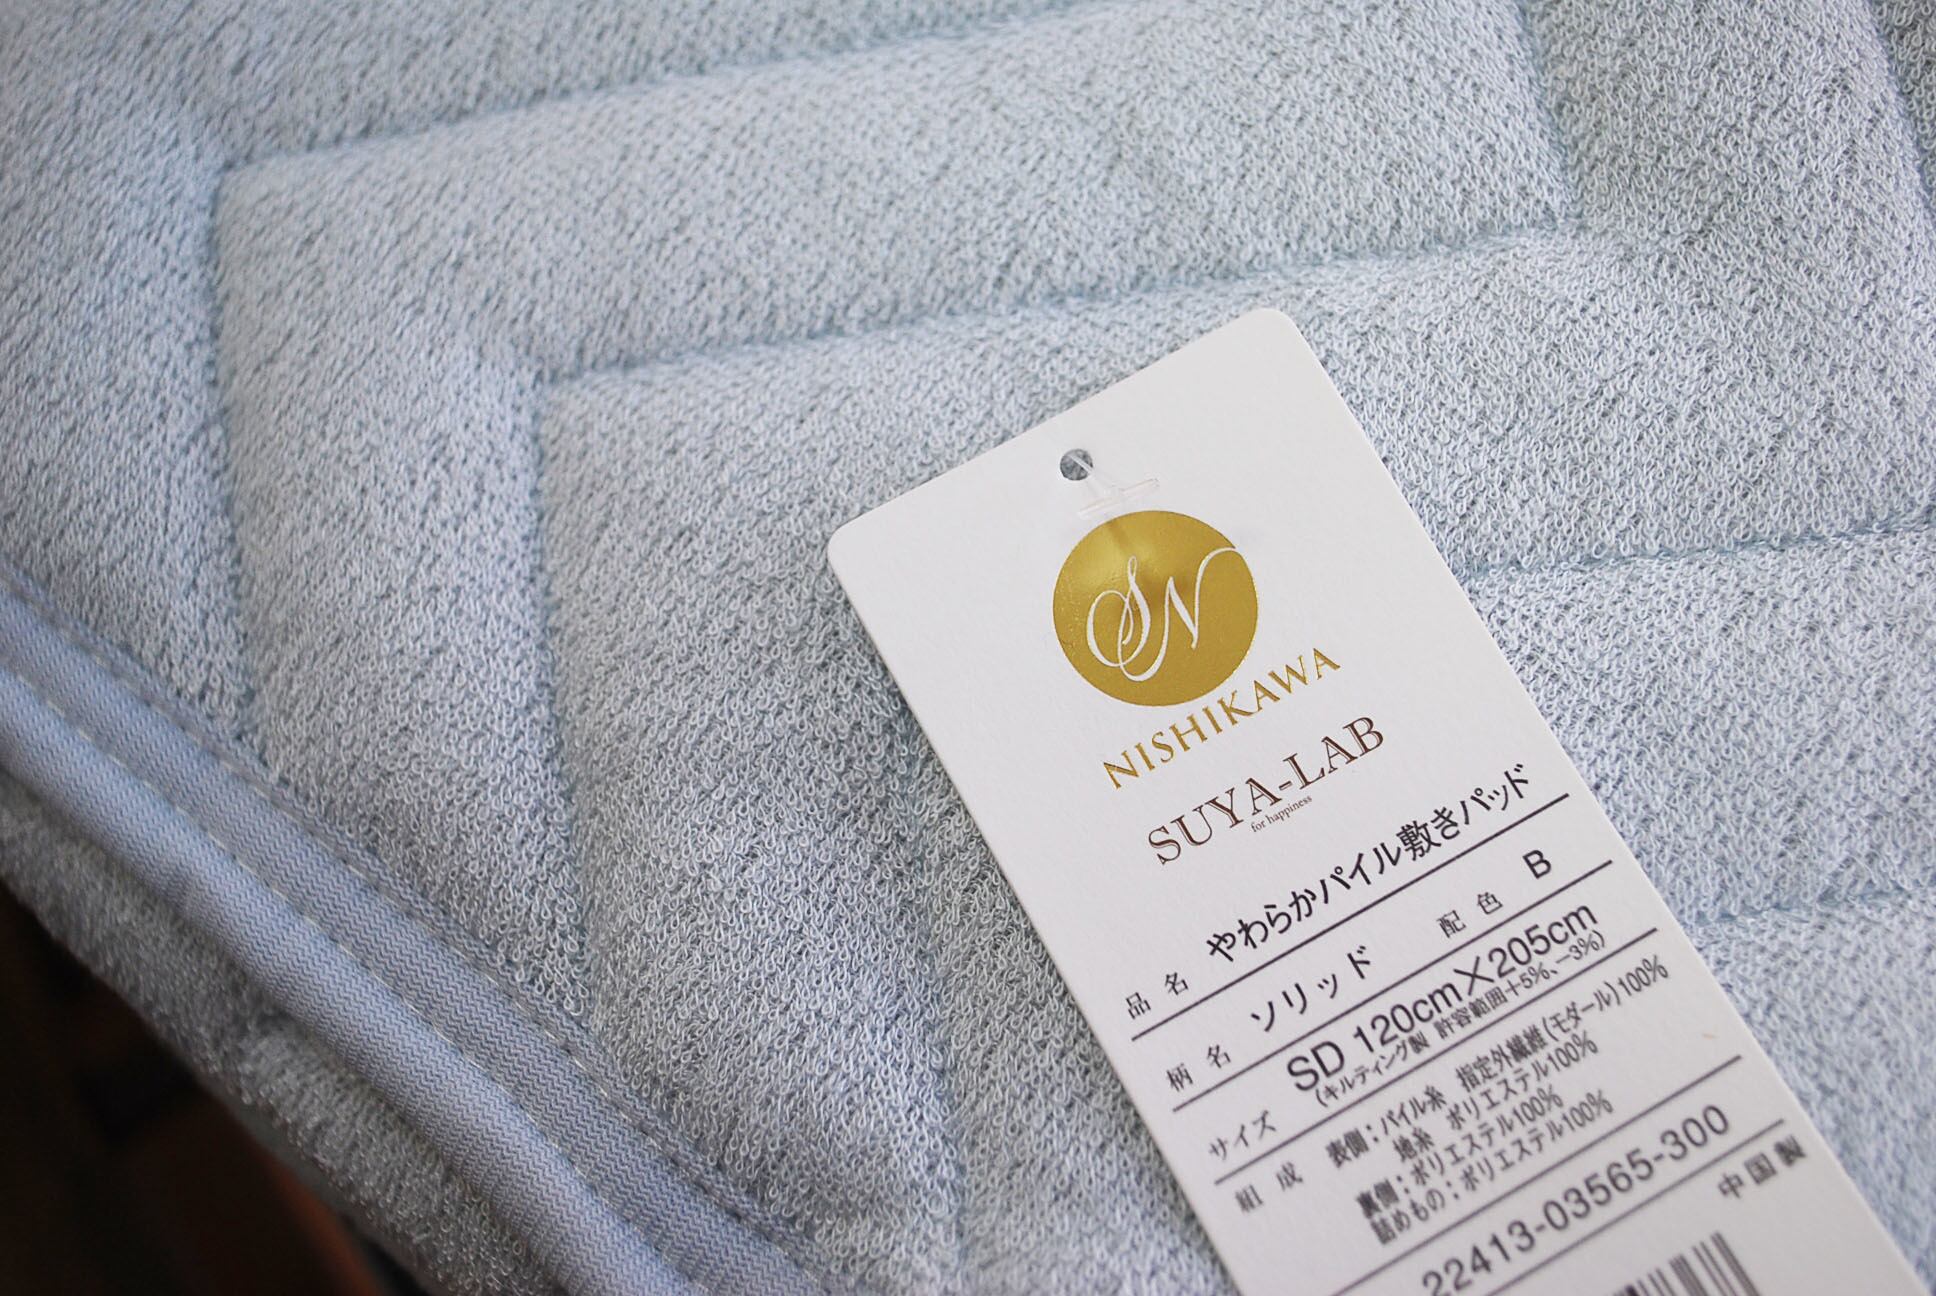 SN
NISHIKAWA
SUYA-LAB
for happiness
品名 やわらかパイル敷きパッド
柄名 ソリッド 配色 B
サイズ SD 120cm×205cm
(キルティング製 許容範囲+5%、-3%)
組成 表側:パイル糸 指定外繊維(モダール)100%
地糸 ポリエステル100%
裏側:ポリエステル100%
詰めもの:ポリエステル100%
22413-03565-300
中国製